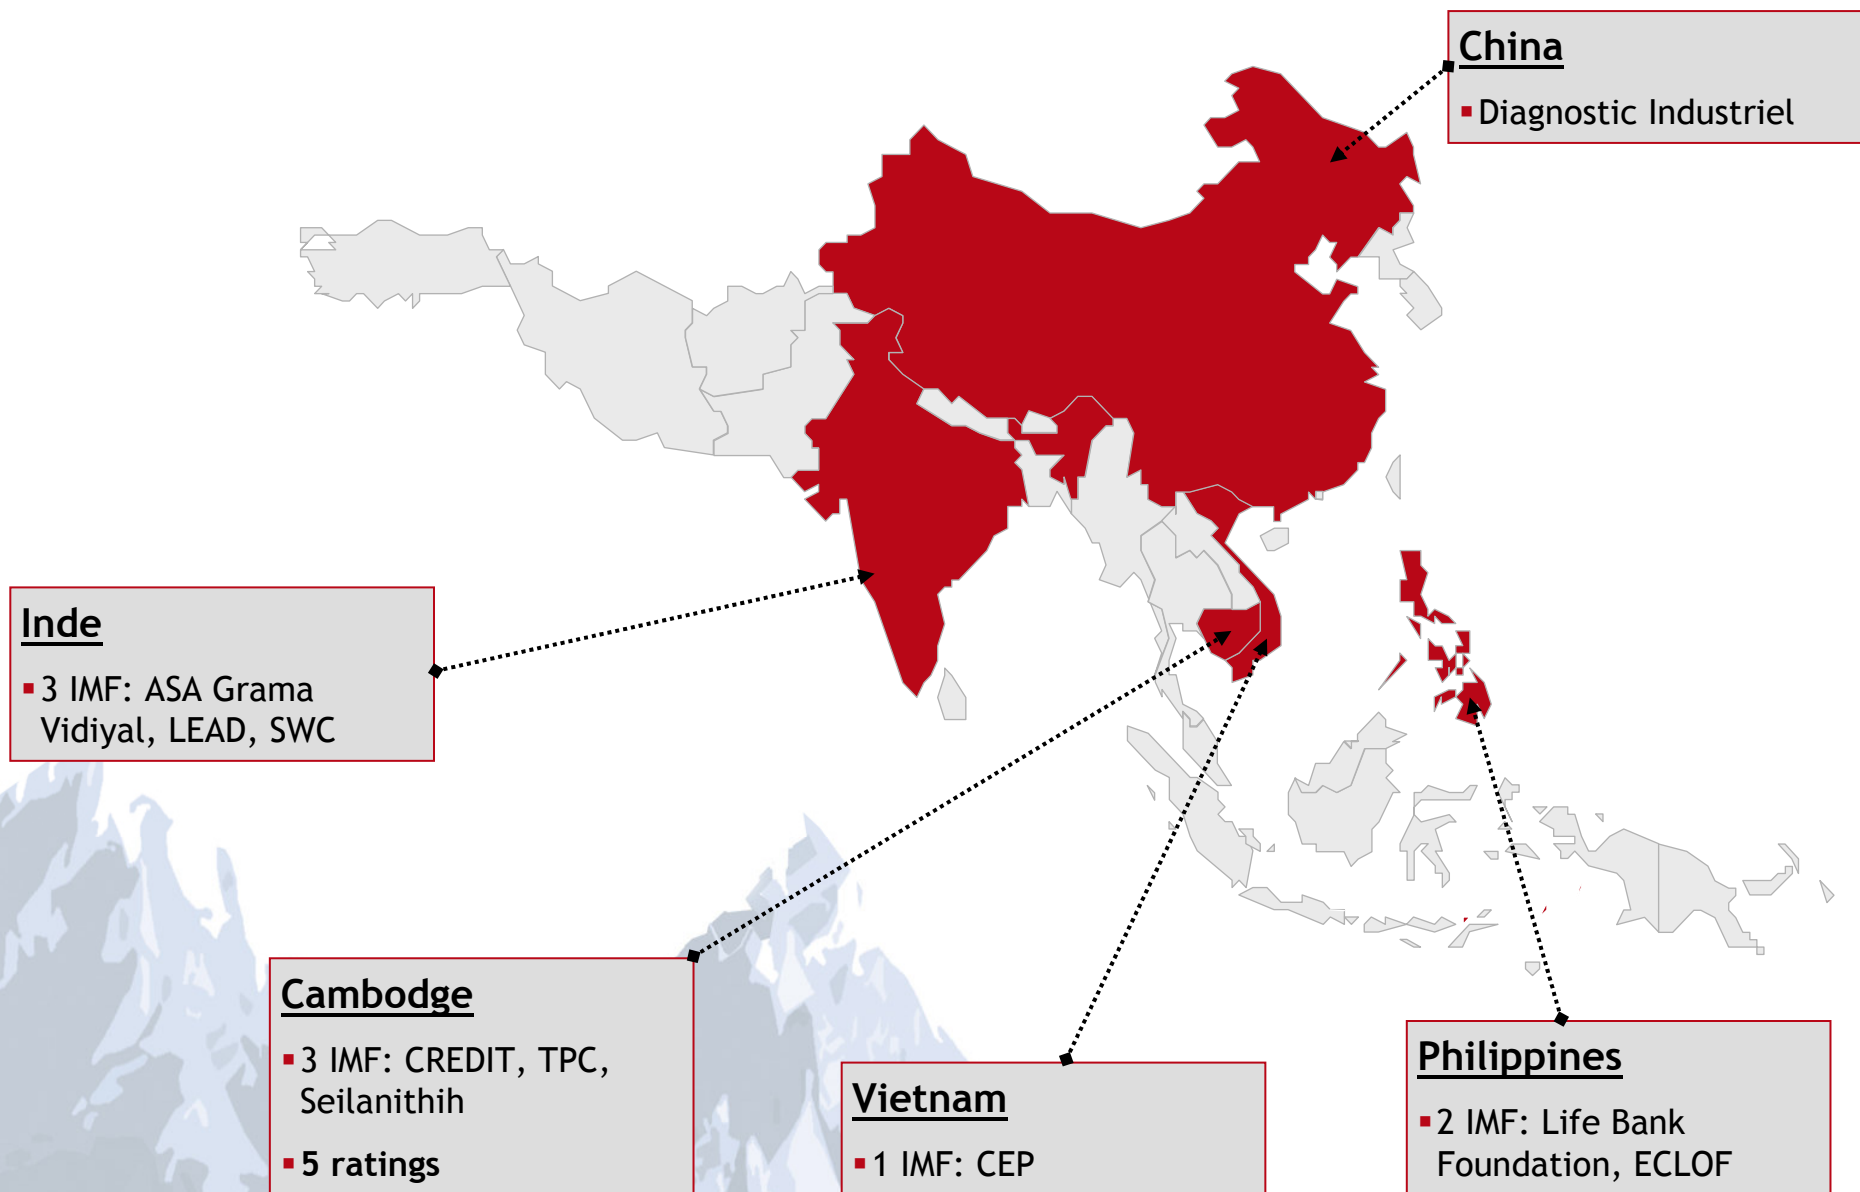 China
▪Diagnostic Industriel
Inde
▪3 IMF: ASA Grama
Vidiyal, LEAD, SWC
Cambodge
▪3 IMF: CREDIT, TPC,
Seilanithih
▪5 ratings
Vietnam
▪1 IMF: CEP
Philippines
▪2 IMF: Life Bank
Foundation, ECLOF